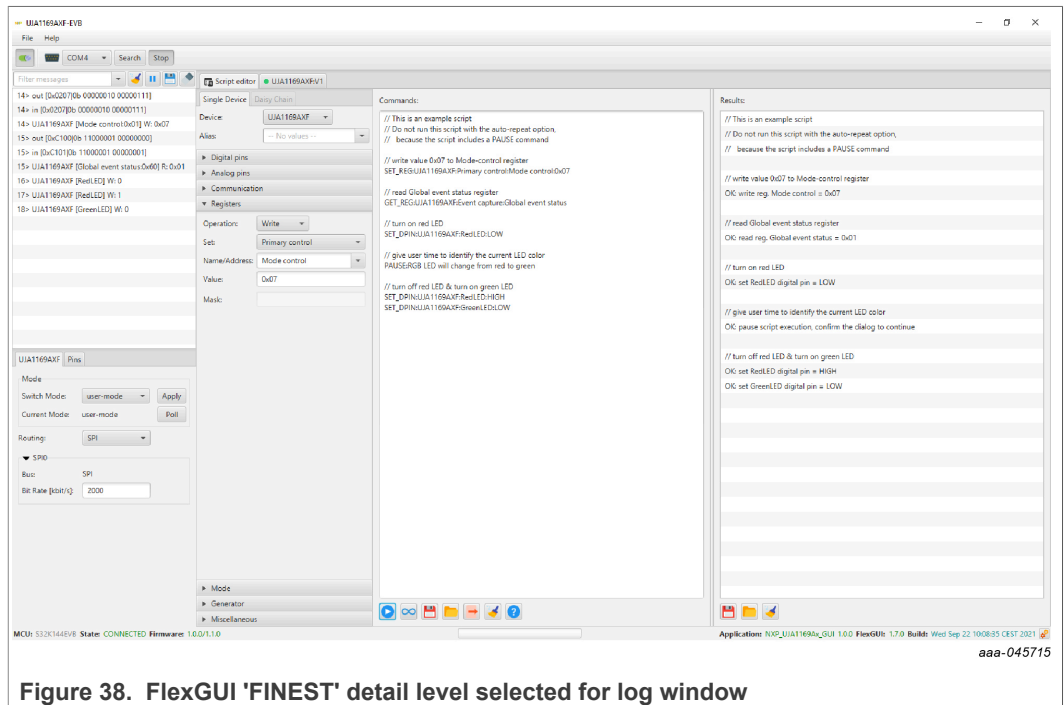 UJA1169AXF-EVB
File Help
COM4 Search Stop
Filter messages
14> out [0x0207|0b 00000010 00000111]
14> in [0x0207|0b 00000010 00000111]
14> UJA1169AXF [Mode control:0x01] W: 0x07
15> out [0xC100|0b 11000001 00000000]
15> in [0xC101|0b 11000001 00000001]
15> UJA1169AXF [Global event status:0x60] R: 0x01
16> UJA1169AXF [RedLED] W: 0
17> UJA1169AXF [RedLED] W: 1
18> UJA1169AXF [GreenLED] W: 0
UJA1169AXF Pins
Mode
Switch Mode: user-mode Apply
Current Mode: user-mode Poll
Routing: SPI
SPI0
Bus: SPI
Bit Rate [kbit/s]: 2000
Script editor UJA1169AXF:V1
Single Device Daisy Chain
Device: UJA1169AXF
Alias: -- No values --
Digital pins
Analog pins
Communication
Registers
Operation: Write
Set: Primary control
Name/Address: Mode control
Value: 0x07
Mask:
Mode
Generator
Miscellaneous
Commands:
// This is an example script
// Do not run this script with the auto-repeat option,
// because the script includes a PAUSE command
// write value 0x07 to Mode-control register
SET_REG:UJA1169AXF:Primary control:Mode control:0x07
// read Global event status register
GET_REG:UJA1169AXF:Event capture:Global event status
// turn on red LED
SET_DPIN:UJA1169AXF:RedLED:LOW
// give user time to identify the current LED color
PAUSE:RGB LED will change from red to green
// turn off red LED & turn on green LED
SET_DPIN:UJA1169AXF:RedLED:HIGH
SET_DPIN:UJA1169AXF:GreenLED:LOW
Results:
// This is an example script
// Do not run this script with the auto-repeat option,
// because the script includes a PAUSE command
// write value 0x07 to Mode-control register
OK: write reg. Mode control = 0x07
// read Global event status register
OK: read reg. Global event status = 0x01
// turn on red LED
OK: set RedLED digital pin = LOW
// give user time to identify the current LED color
OK: pause script execution, confirm the dialog to continue
// turn off red LED & turn on green LED
OK: set RedLED digital pin = HIGH
OK: set GreenLED digital pin = LOW
MCU: S32K144EVB State: CONNECTED Firmware: 1.0.0/1.1.0
Application: NXP_UJA1169Ax_GUI 1.0.0 FlexGUI: 1.7.0 Build: Wed Sep 22 10:08:35 CEST 2021
aaa-045715
Figure 38. FlexGUI 'FINEST' detail level selected for log window